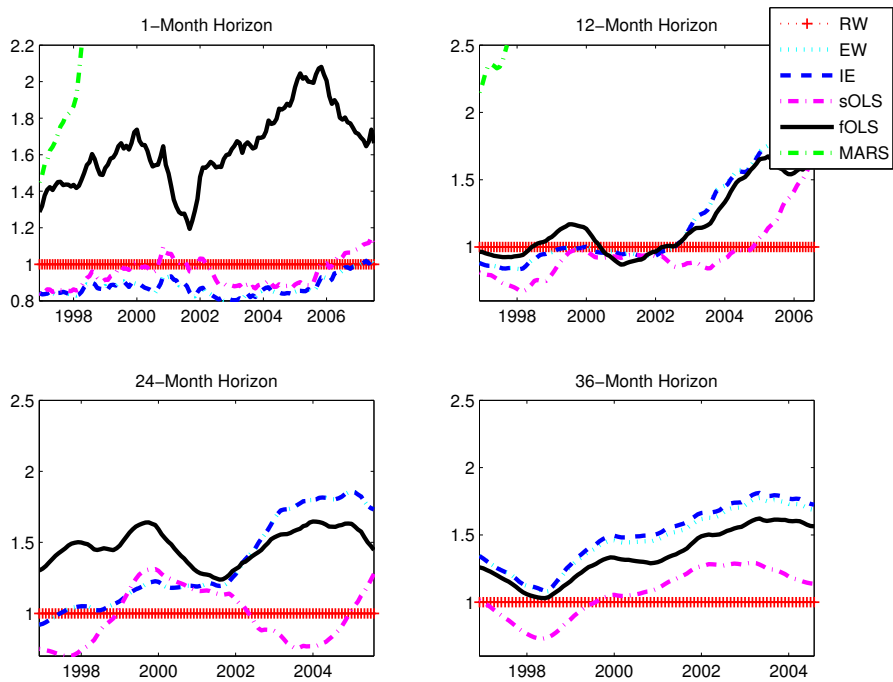 1−Month Horizon
2.2
2
1.8
1.6
1.4
1.2
1
0.8
1998 2000 2002 2004 2006
12−Month Horizon
2.5
2
1.5
1
1998 2000 2002 2004 2006
RW
EW
IE
sOLS
fOLS
MARS
24−Month Horizon
2.5
2
1.5
1
1998 2000 2002 2004
36−Month Horizon
2.5
2
1.5
1
1998 2000 2002 2004